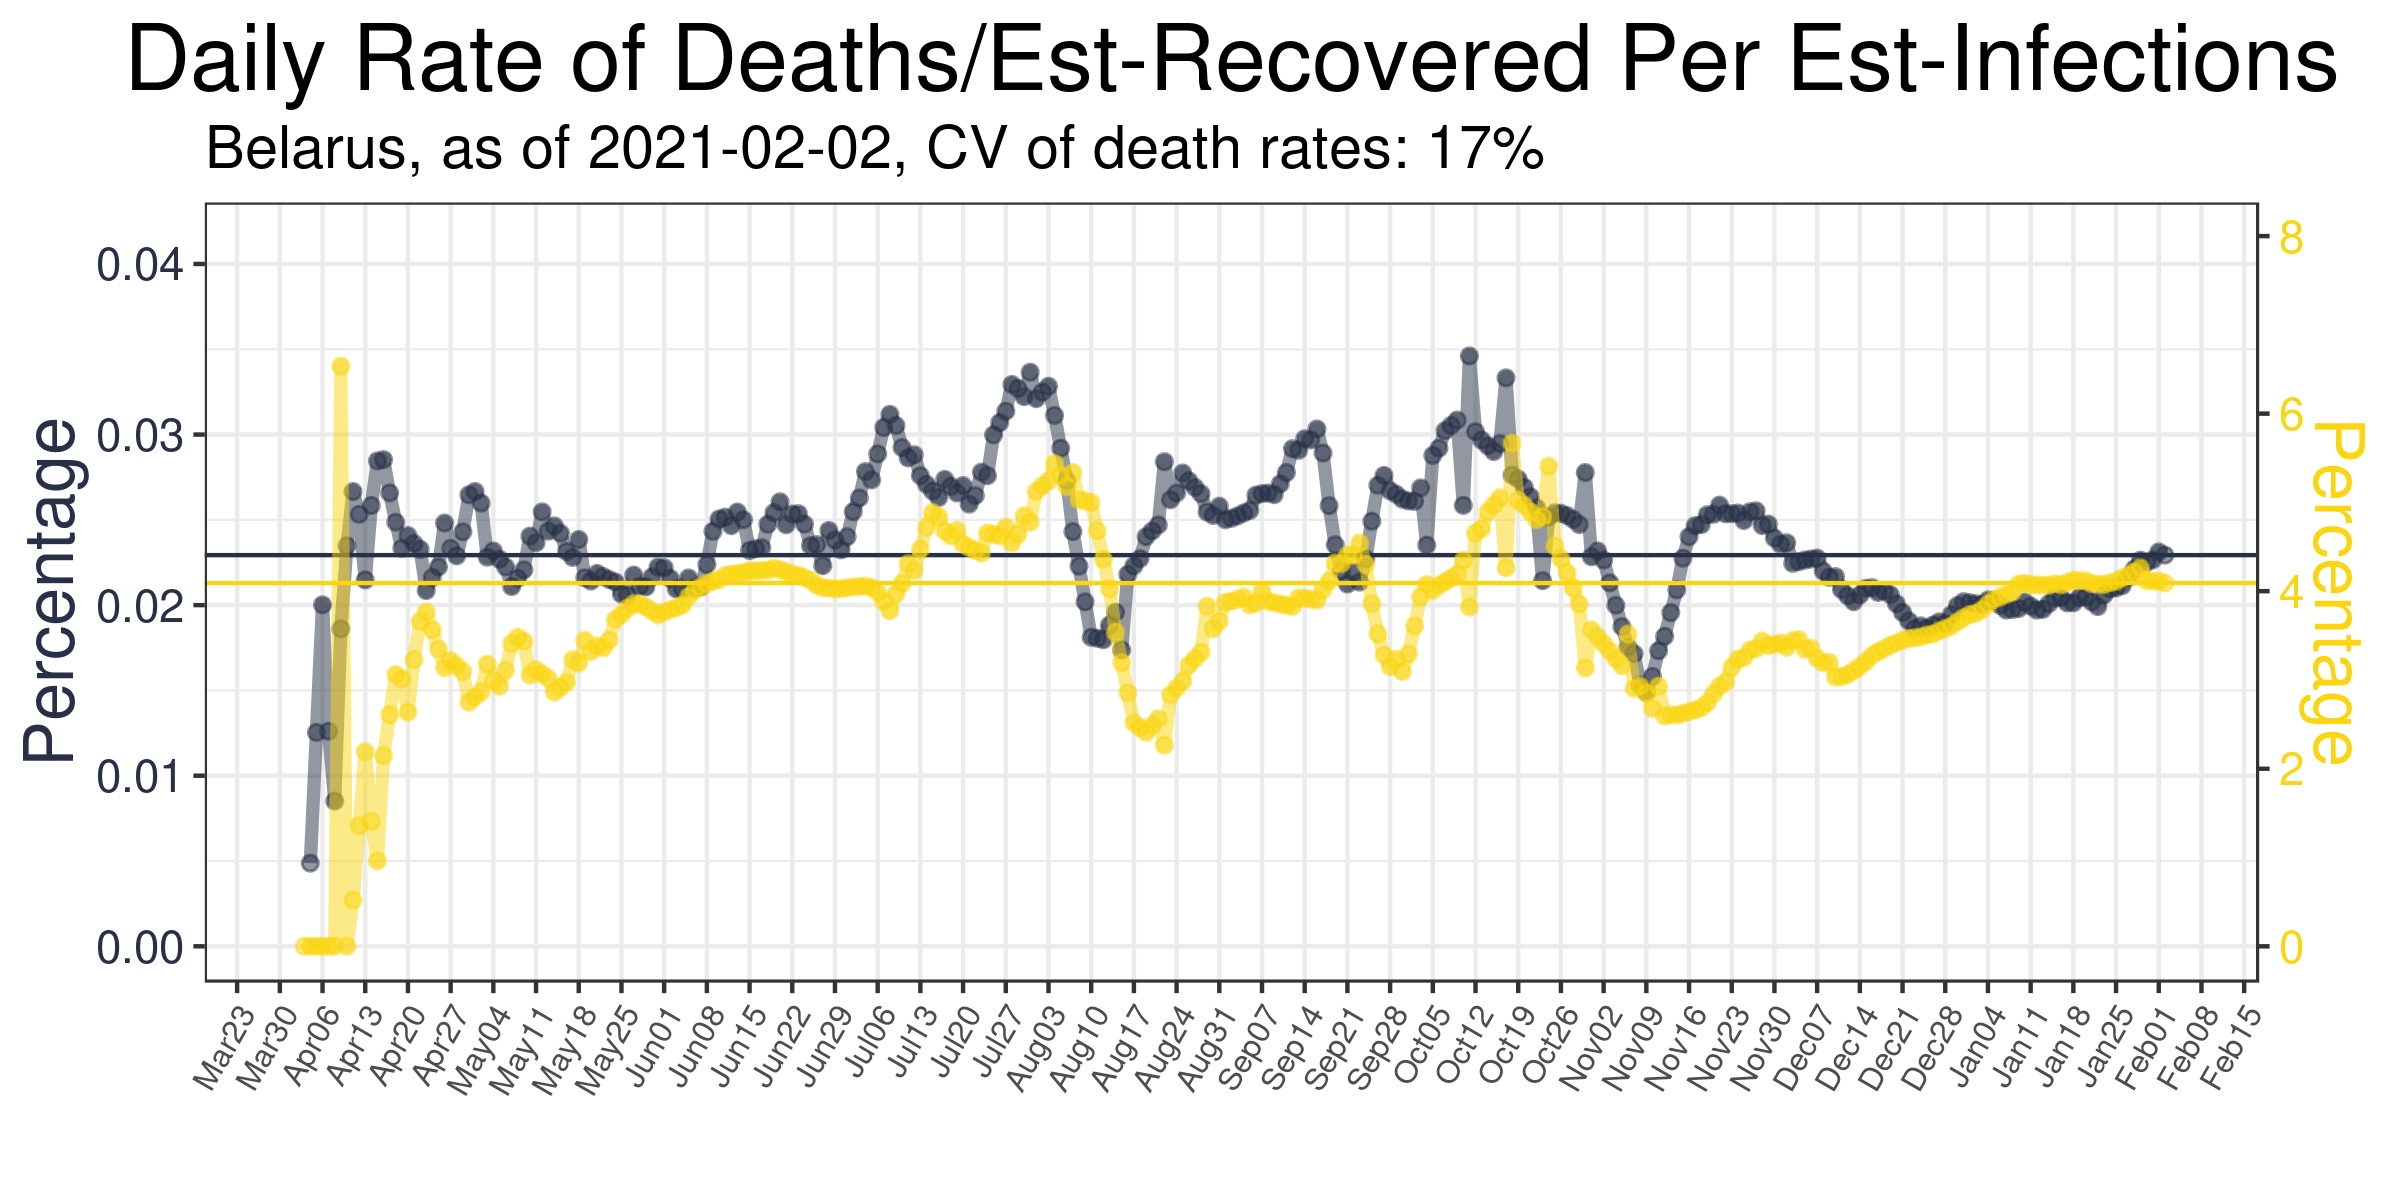 Daily Rate of Deaths/Est-Recovered Per Est-Infections
Belarus, as of 2021-02-02, CV of death rates: 17%
Percentage
0.04
0.03
0.02
0.01
0.00
8
6
4
2
0
Percentage
Mar23
Mar30
Apr06
Apr13
Apr20
Apr27
May04
May11
May18
May25
Jun01
Jun08
Jun15
Jun22
Jun29
Jul06
Jul13
Jul20
Jul27
Aug03
Aug10
Aug17
Aug24
Aug31
Sep07
Sep14
Sep21
Sep28
Oct05
Oct12
Oct19
Oct26
Nov02
Nov09
Nov16
Nov23
Nov30
Dec07
Dec14
Dec21
Dec28
Jan04
Jan11
Jan18
Jan25
Feb01
Feb08
Feb15